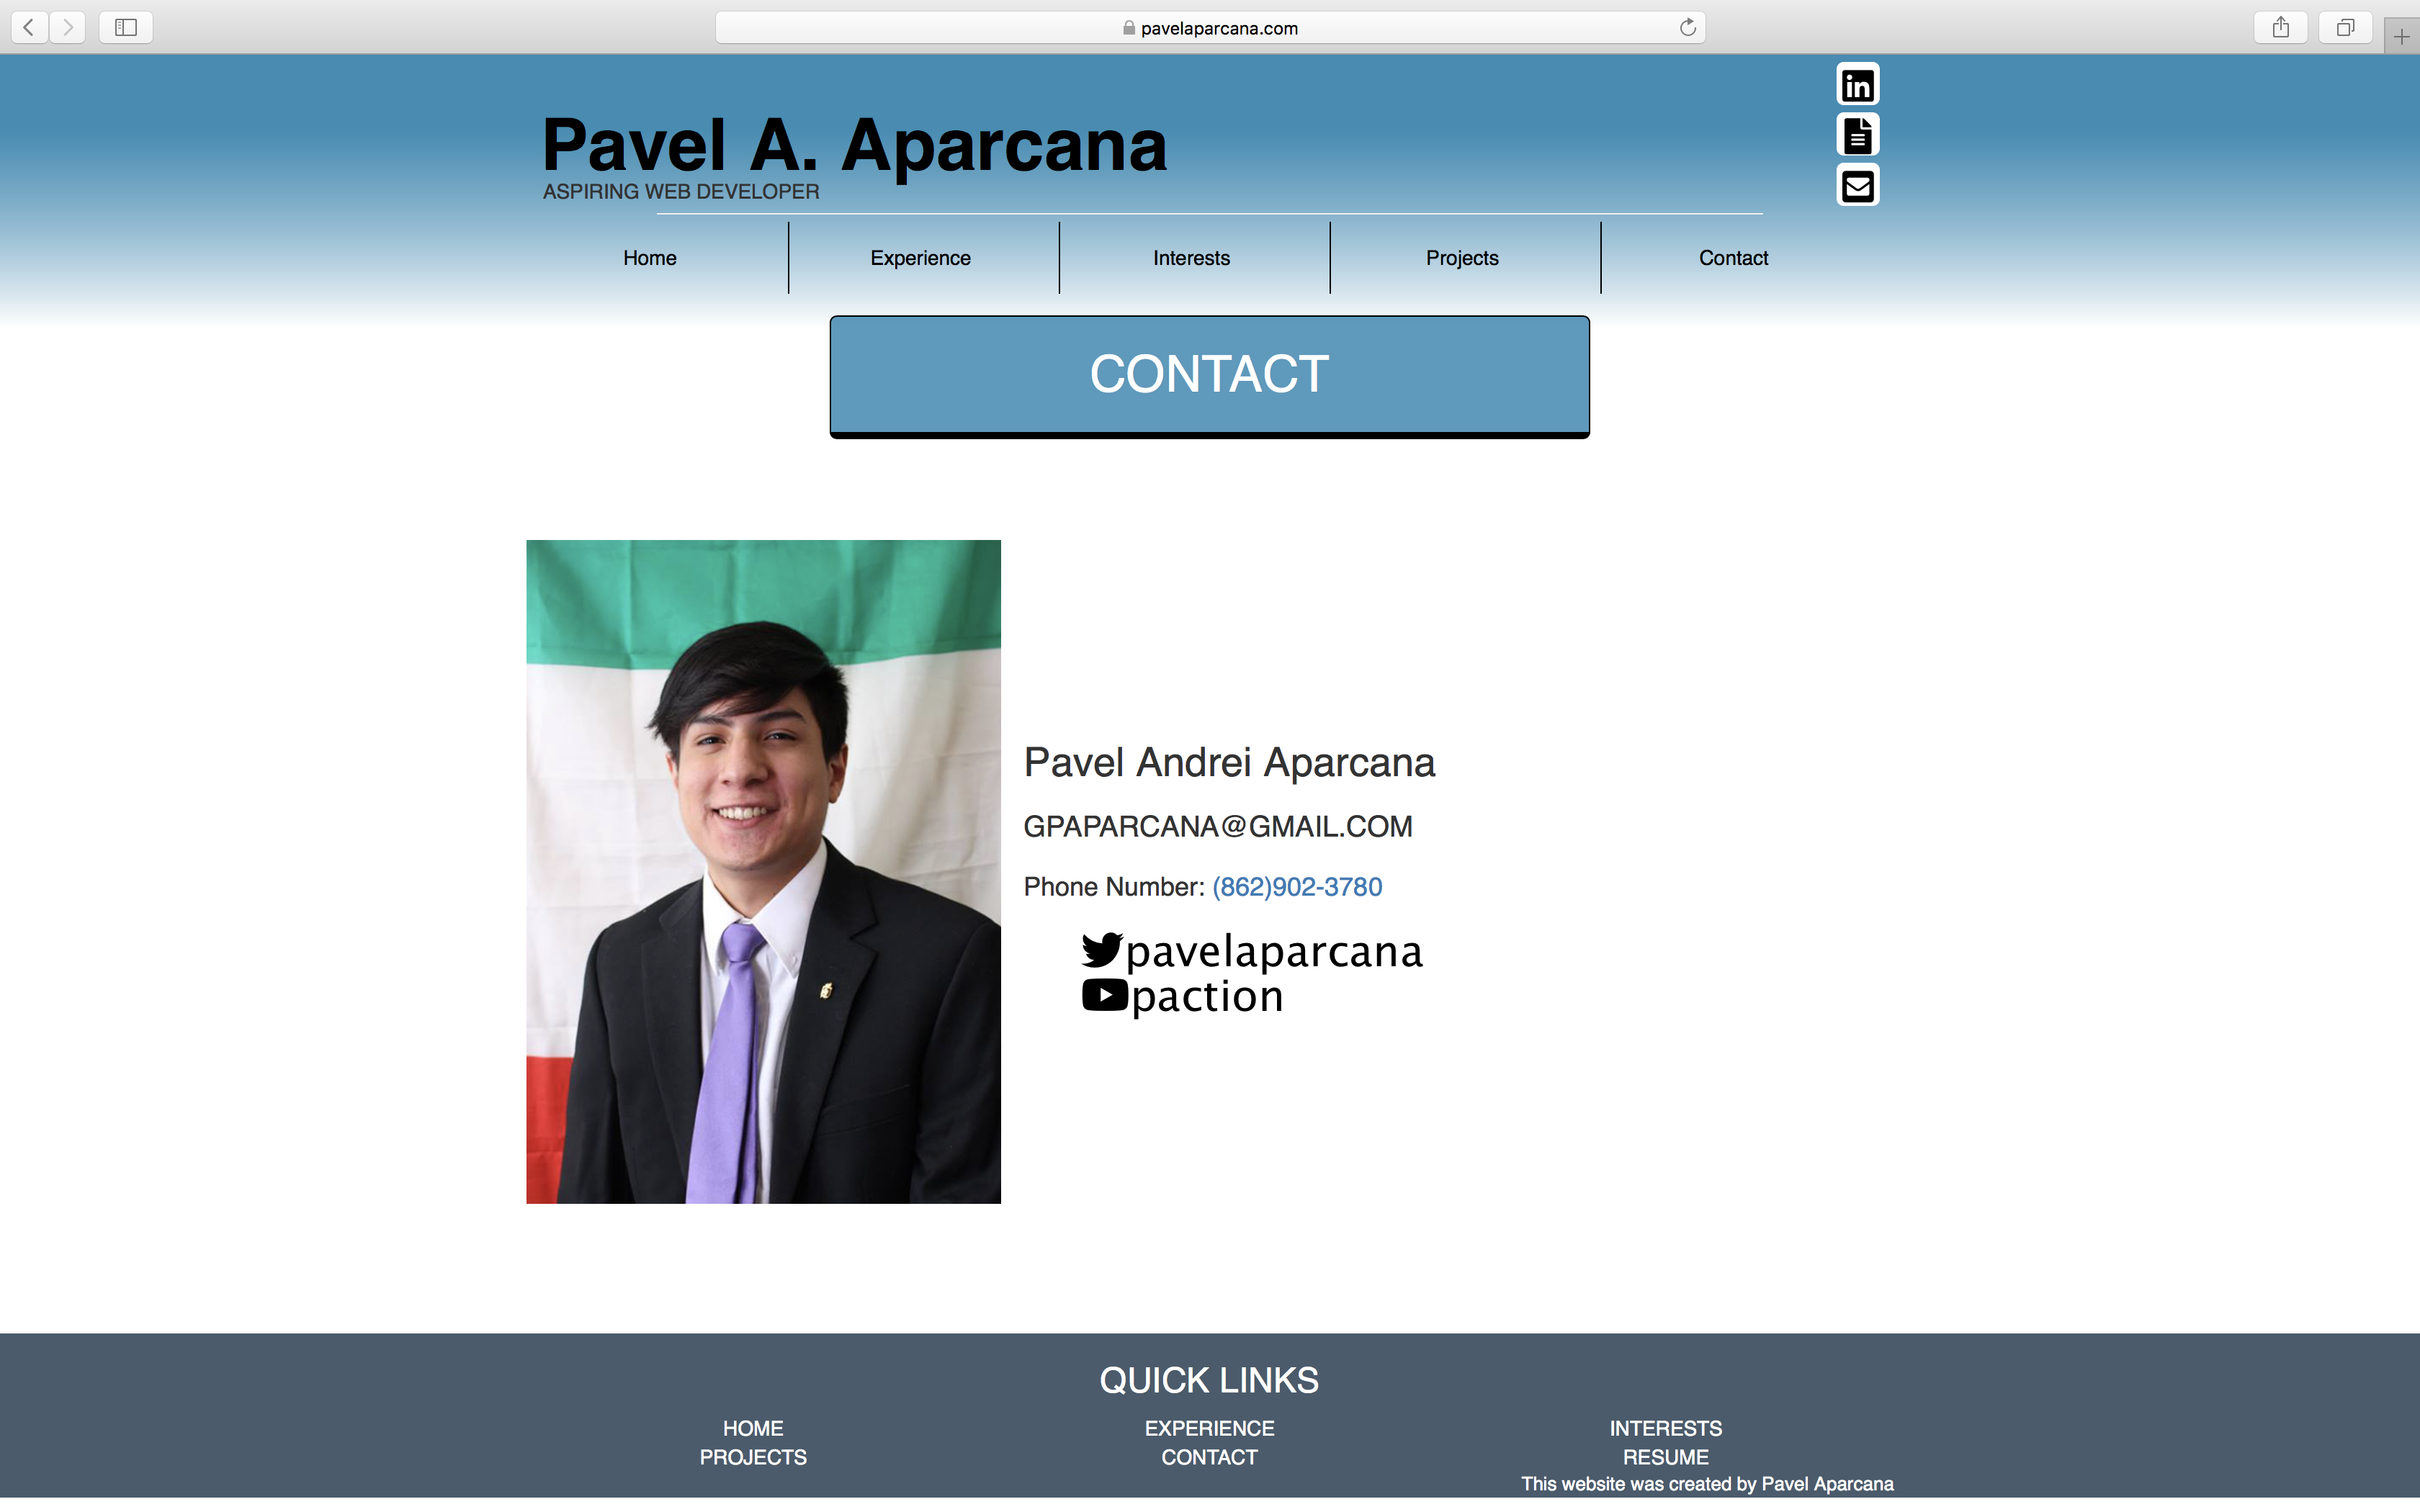 pavelaparcana.com
in
Pavel A. Aparcana
ASPIRING WEB DEVELOPER
Home Experience Interests Projects Contact
CONTACT
Pavel Andrei Aparcana
GPAPARCANA@GMAIL.COM
Phone Number: (862)902-3780
pavelaparcana
paction
QUICK LINKS
HOME EXPERIENCE INTERESTS
PROJECTS CONTACT RESUME
This website was created by Pavel Aparcana